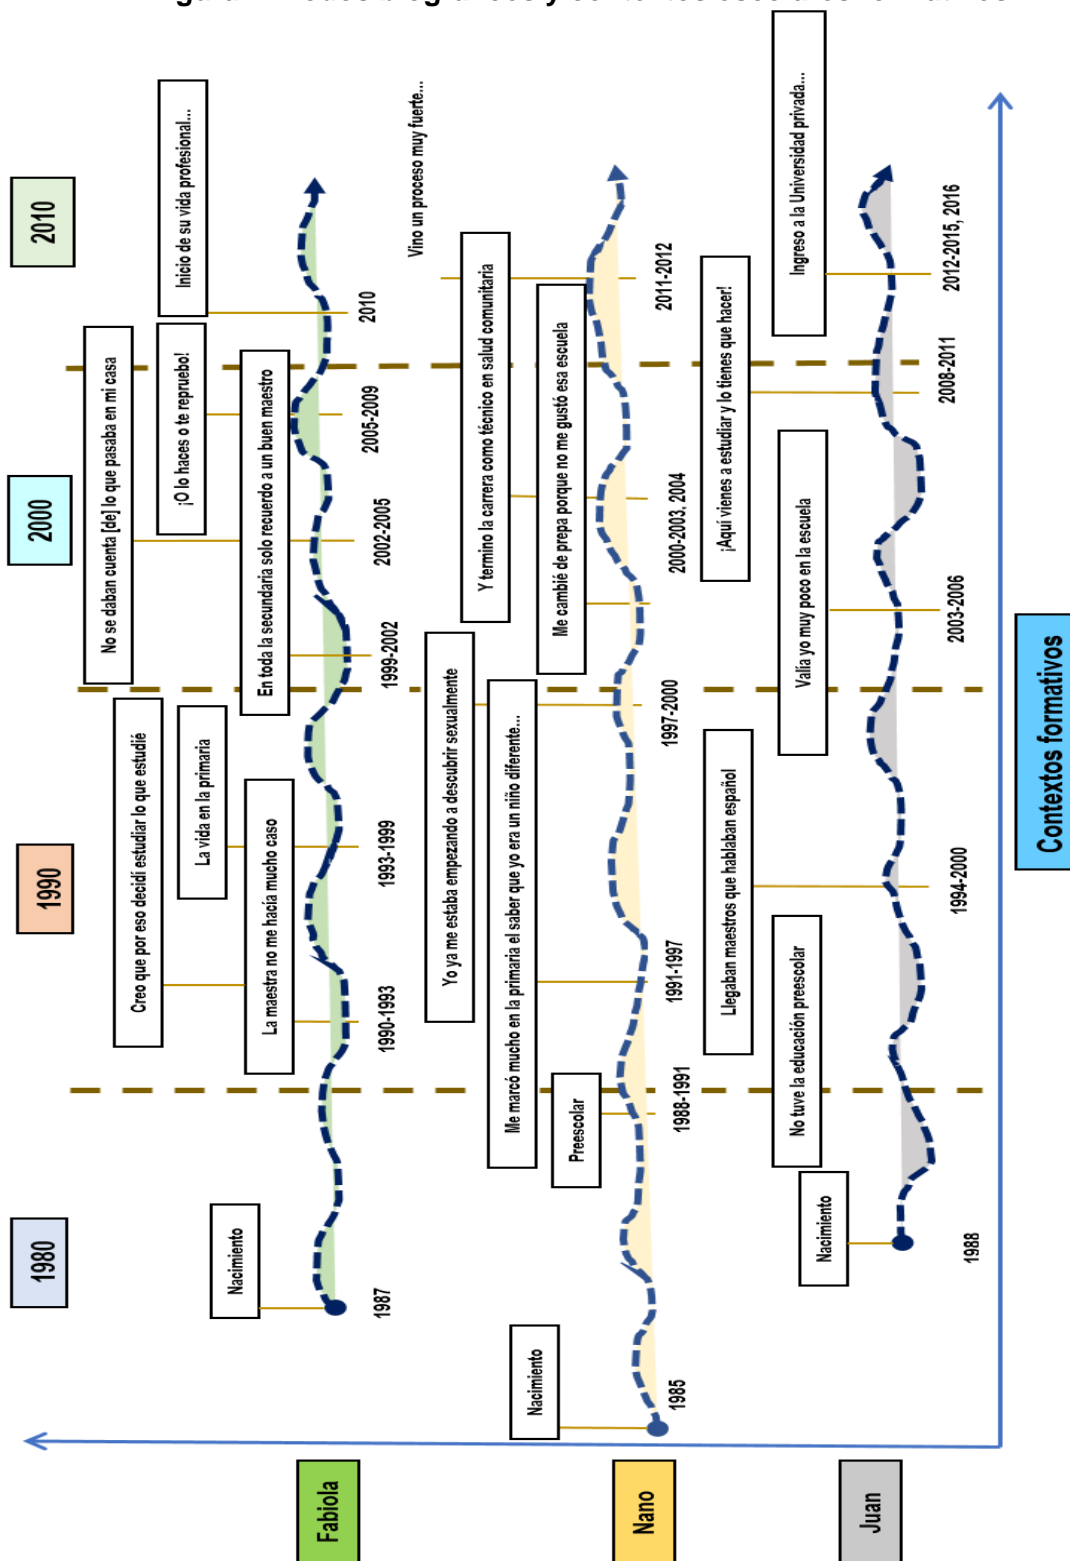 biográficos y contextos escolares formativos
1980
1990
2000
2010
Fabiola
Nacimiento
1987
Creo que por eso decidí estudiar lo que estudié
La maestra no me hacía mucho caso
1990-1993
La vida en la primaria
1993-1999
En toda la secundaria solo recuerdo a un buen maestro
1999-2002
No se daban cuenta [de] lo que pasaba en mi casa
2002-2005
¡O lo haces o te repruebo!
2005-2009
Inicio de su vida profesional...
2010
Nano
Nacimiento
1985
Preescolar
1988-1991
Me marcó mucho en la primaria el saber que yo era un niño diferente...
1991-1997
Yo ya me estaba empezando a descubrir sexualmente
1997-2000
Me cambié de prepa porque no me gustó esa escuela
Y termino la carrera como técnico en salud comunitaria
2000-2003, 2004
Vino un proceso muy fuerte...
2011-2012
Juan
Nacimiento
1988
No tuve la educación preescolar
Llegaban maestros que hablaban español
1994-2000
Valía yo muy poco en la escuela
2003-2006
¡Aquí vienes a estudiar y lo tienes que hacer!
2008-2011
Ingreso a la Universidad privada...
2012-2015, 2016
Contextos formativos